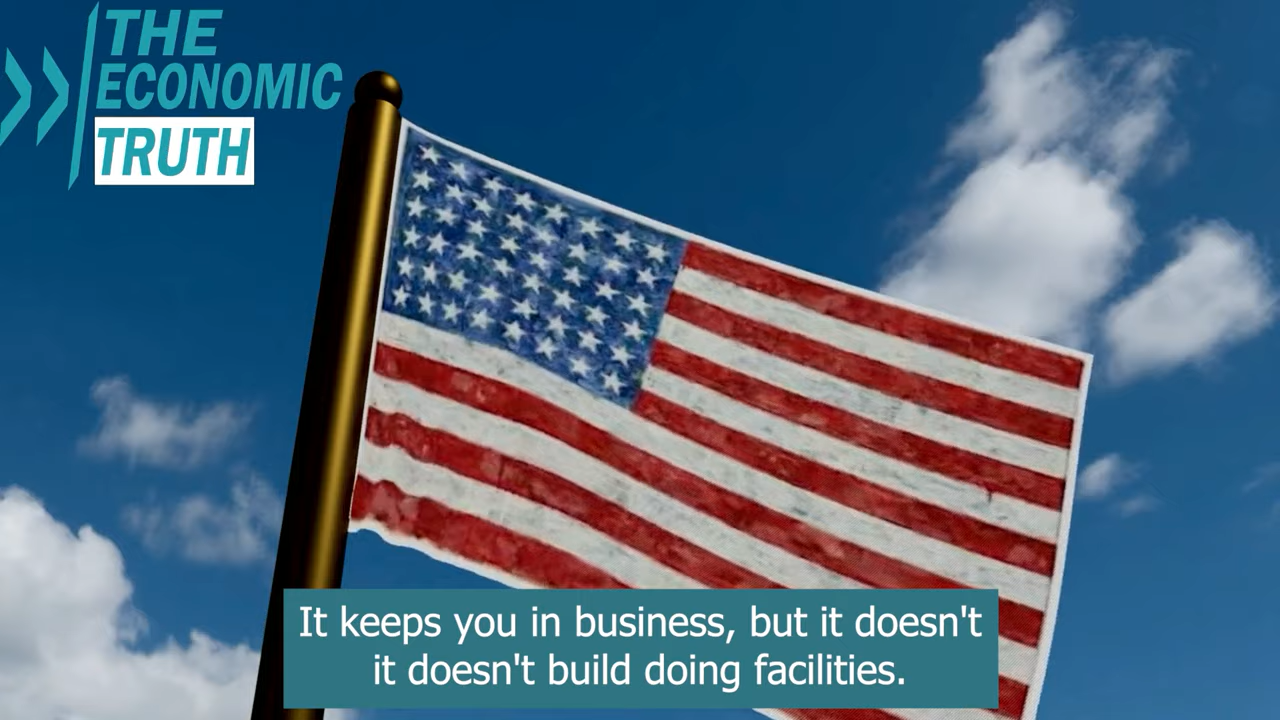 THE
ECONOMIC
TRUTH
It keeps you in business, but it doesn't
it doesn't build doing facilities.